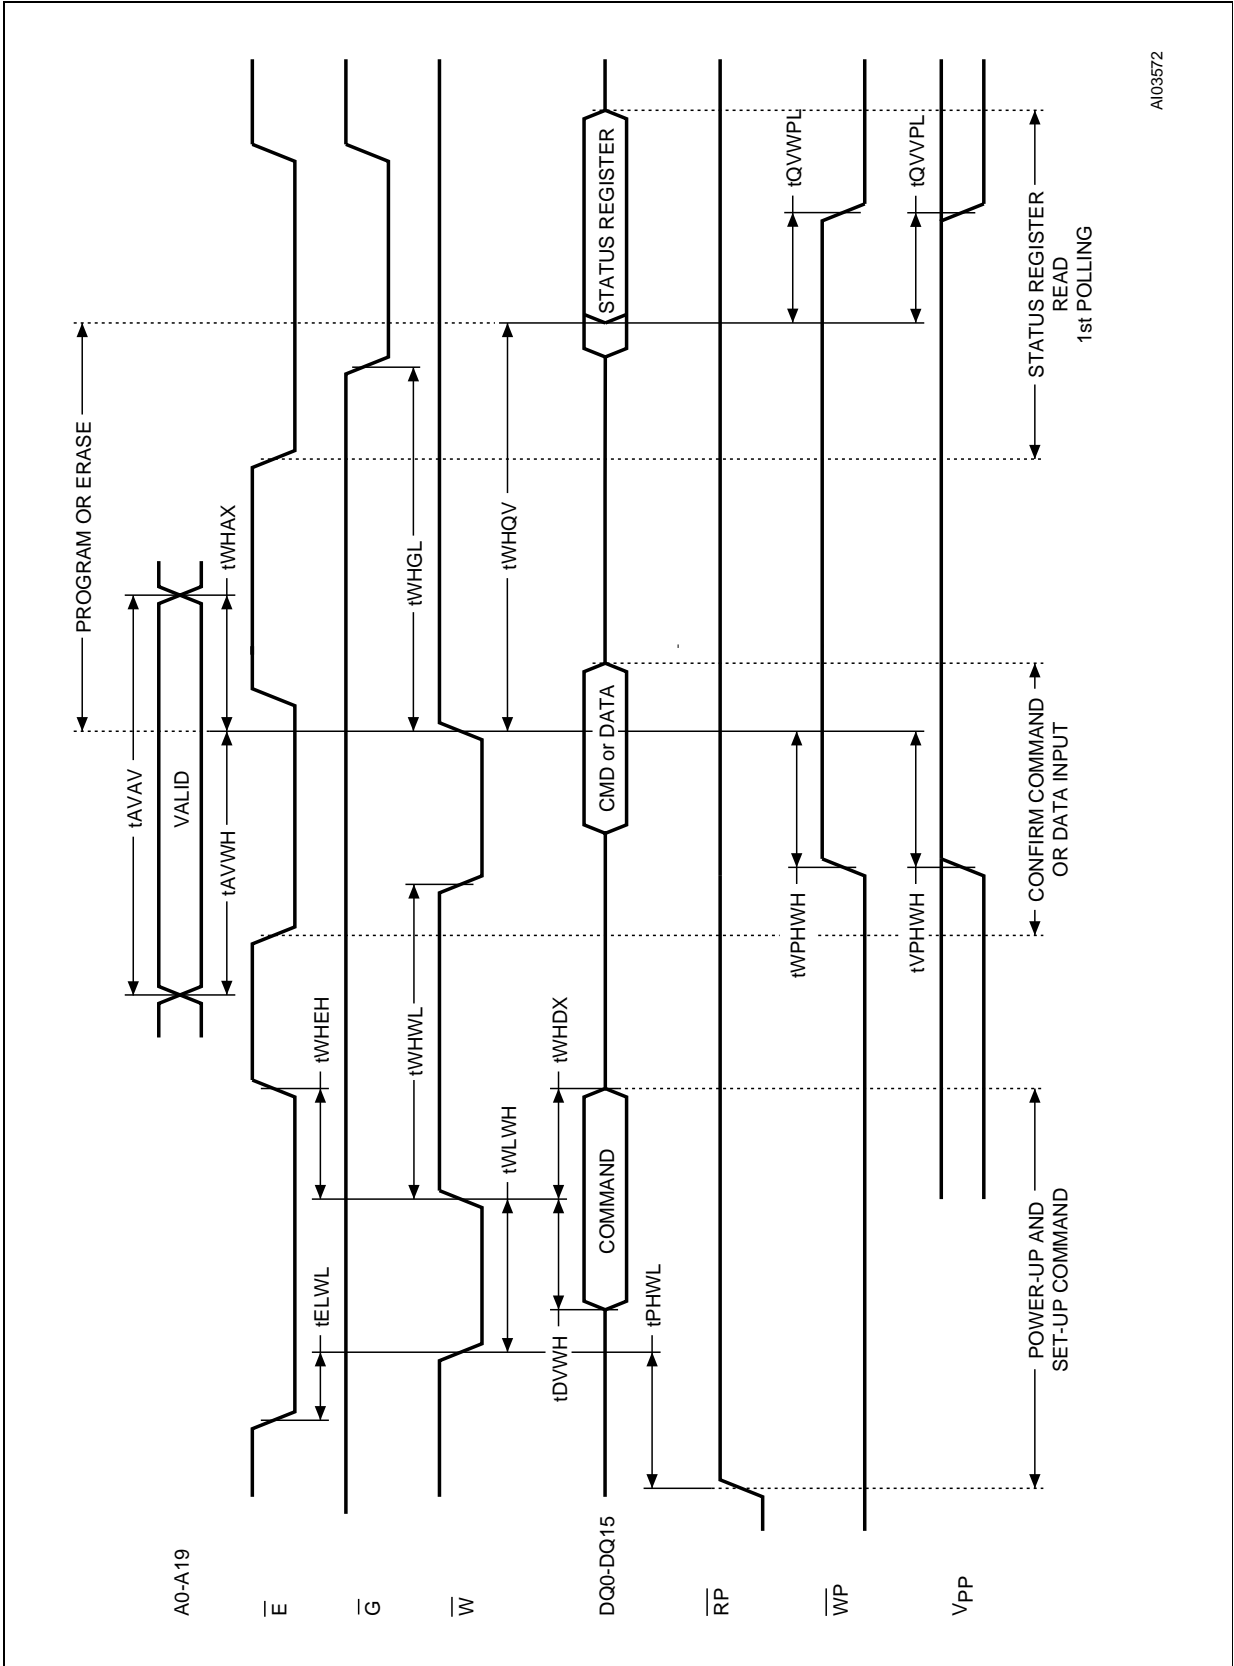 A0-A19
VALID
tAVAV
tAVWH
tWHAX
PROGRAM OR ERASE
E
tELWL
tWHEH
G
tWHGL
W
tWLWH
tWHWL
tWHQV
DQ0-DQ15
COMMAND
CMD or DATA
STATUS REGISTER
tDVWH
tWHDX
tPHWL
RP
WP
tWPHWH
tQVWPL
VPP
tVPHWH
tQVVPL
POWER-UP AND
SET-UP COMMAND
CONFIRM COMMAND
OR DATA INPUT
STATUS REGISTER
READ
1st POLLING
AI03572